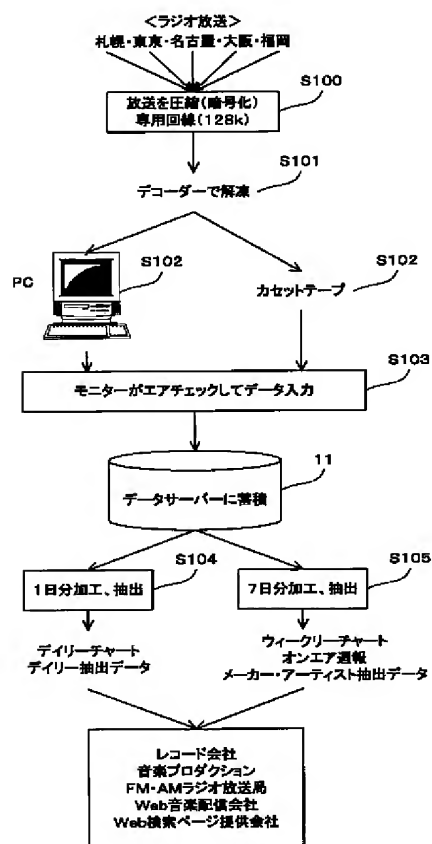 ＜ラジオ放送＞
札幌・東京・名古屋・大阪・福岡
S100
放送を圧縮(暗号化)
専用回線(128k)
S101
デコーダーで解凍
PC
S102
S102
カセットテープ
S103
モニターがエアチェックしてデータ入力
11
データサーバーに蓄積
S104
S105
1日分加工、抽出
7日分加工、抽出
デイリーチャート
デイリー抽出データ
ウィークリーチャート
オンエア週報
メーカー・アーティスト抽出データ
レコード会社
音楽プロダクション
FM・AMラジオ放送局
Web音楽配信会社
Web検索ページ提供会社